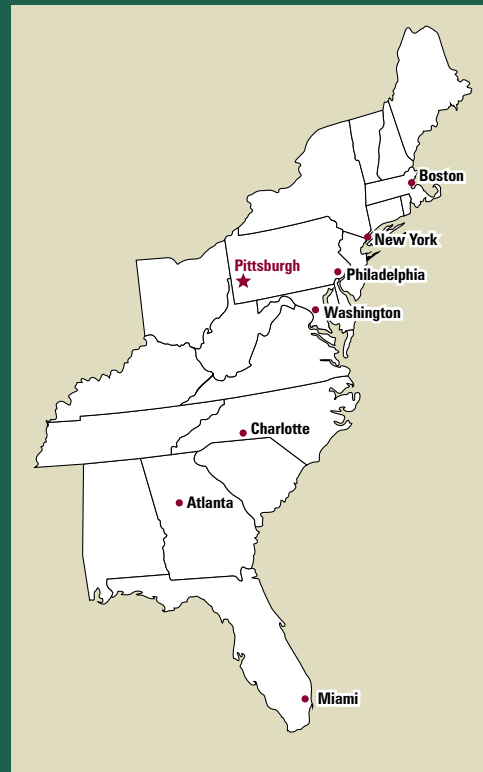 Boston
New York
Pittsburgh
Philadelphia
Washington
Charlotte
Atlanta
Miami